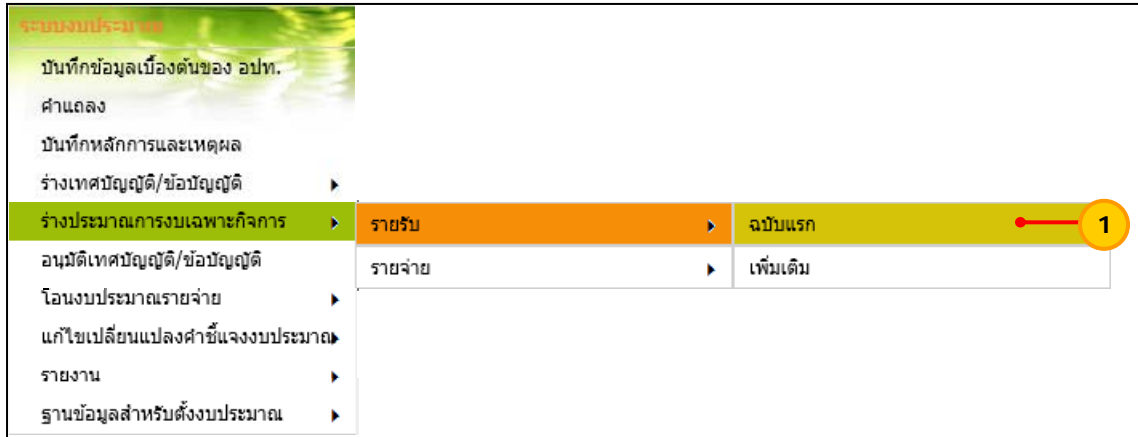 ระบบงบประมาณ
บันทึกข้อมูลเบื้องต้นของ อปท.
คำแถลง
บันทึกหลักการและเหตุผล
ร่างเทศบัญญัติ/ข้อบัญญัติ
ร่างประมาณการงบเฉพาะกิจการ
รายรับ
ฉบับแรก
1
อนุมัติเทศบัญญัติ/ข้อบัญญัติ
รายจ่าย
เพิ่มเติม
โอนงบประมาณรายจ่าย
แก้ไขเปลี่ยนแปลงคำชี้แจงงบประมาณ
รายงาน
ฐานข้อมูลสำหรับตั้งงบประมาณ